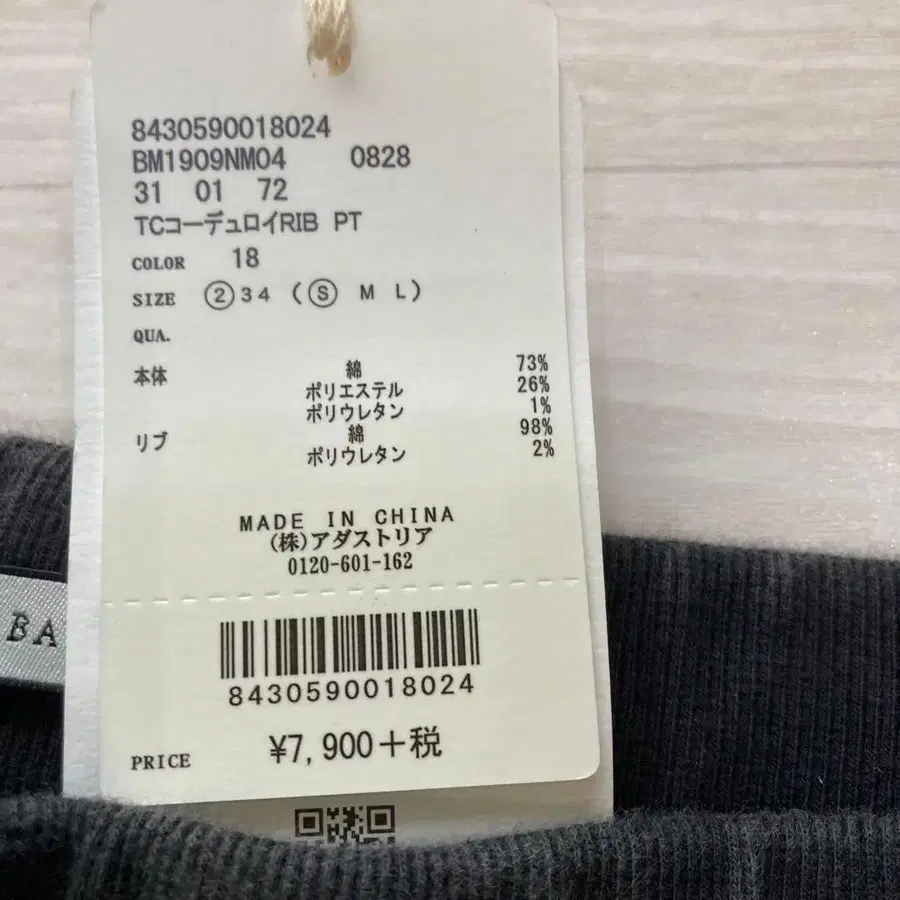 8430590018024
BM1909NM04 0828
31 01 72
TCコーデュロイRIB PT
COLOR 18
SIZE ②34 (Ⓢ M L)
QUA.
本体 綿 73%
ポリエステル 26%
ポリウレタン 1%
リブ 綿 98%
ポリウレタン 2%
MADE IN CHINA
(株)アダストリア
0120-601-162
BA
8430590018024
PRICE ¥7,900+税